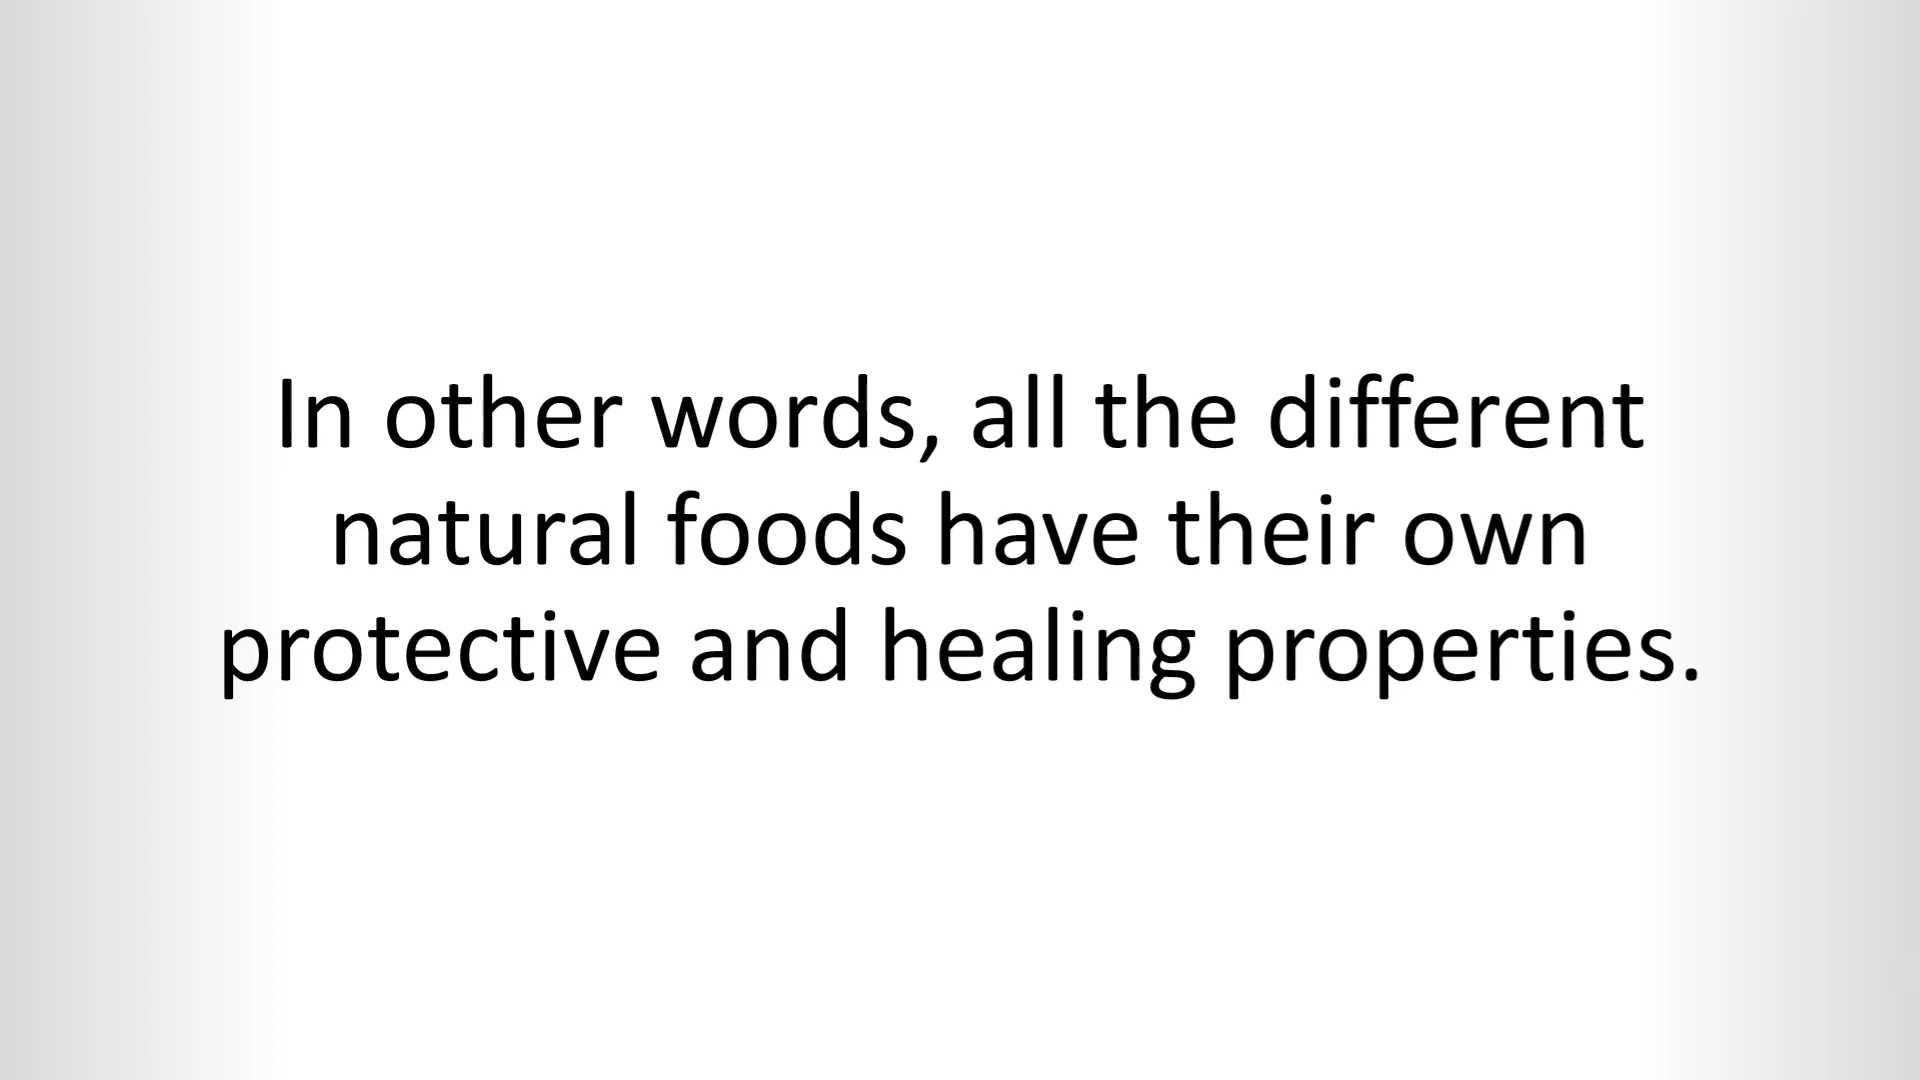 In other words, all the different
natural foods have their own
protective and healing properties.